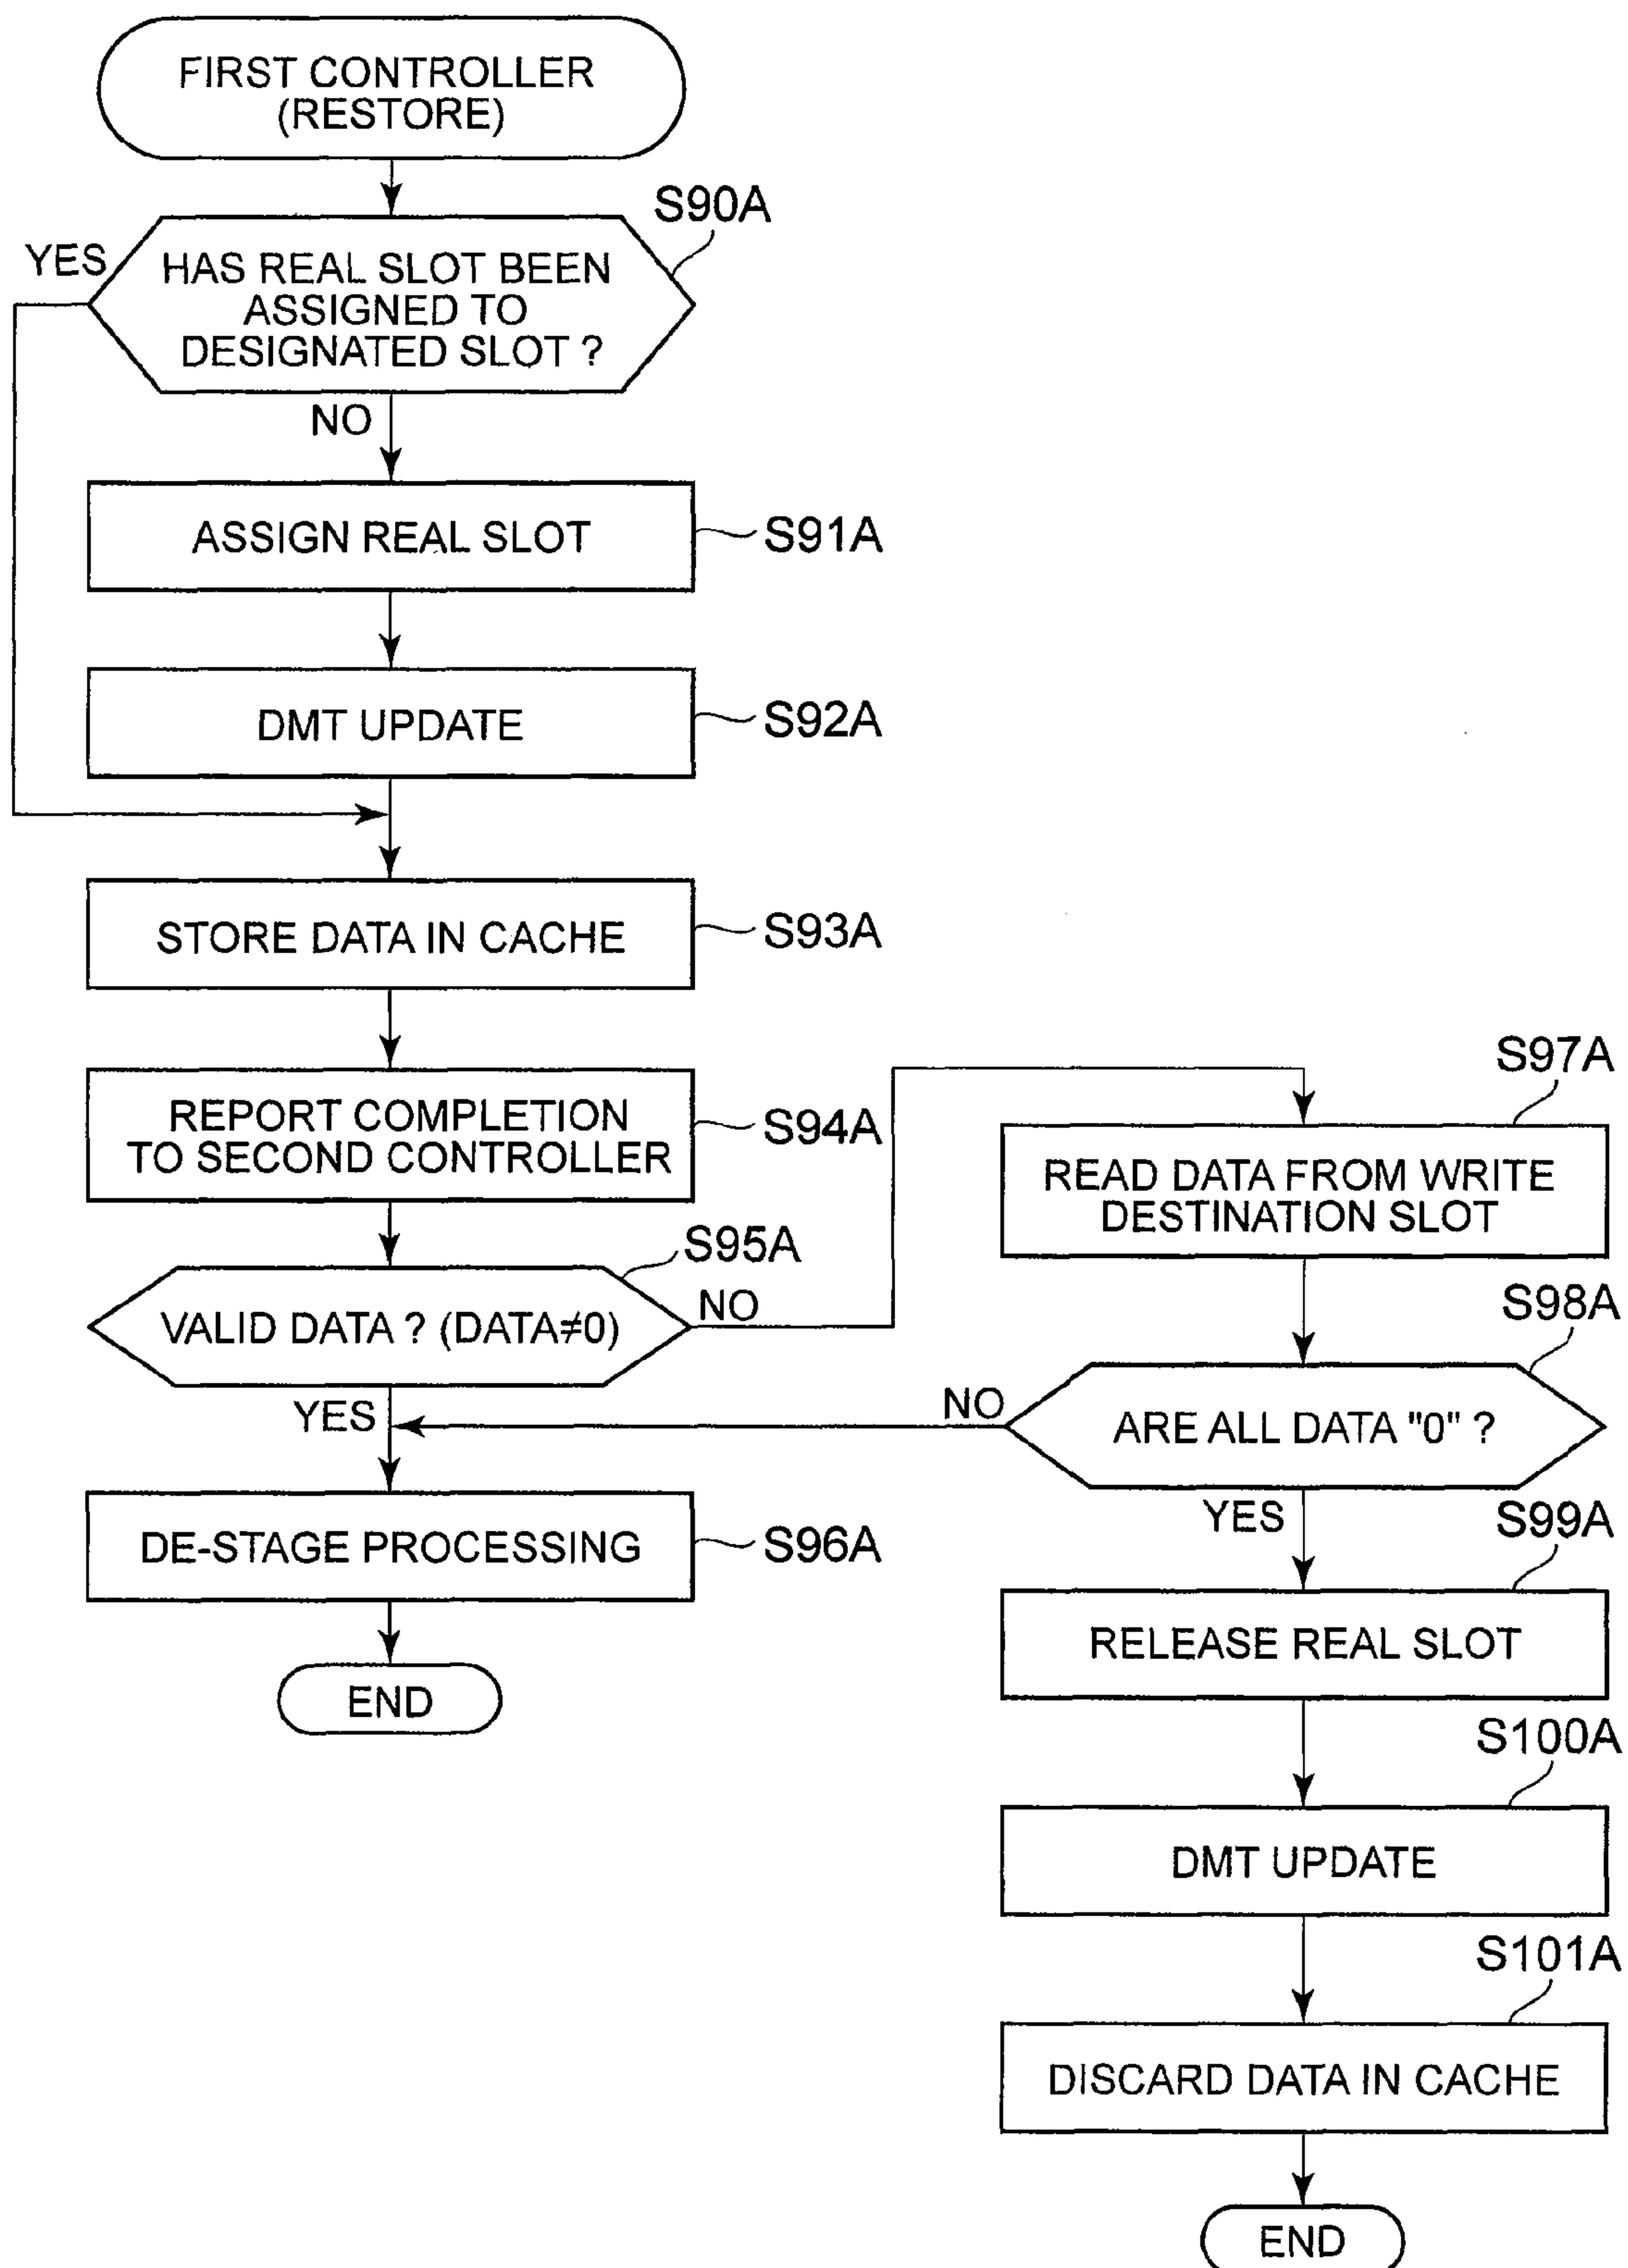 FIRST CONTROLLER
(RESTORE)
S90A
YES
HAS REAL SLOT BEEN
ASSIGNED TO
DESIGNATED SLOT ?
NO
ASSIGN REAL SLOT
S91A
DMT UPDATE
S92A
STORE DATA IN CACHE
S93A
REPORT COMPLETION
TO SECOND CONTROLLER
S94A
S95A
VALID DATA ? (DATA≠0)
NO
YES
DE-STAGE PROCESSING
S96A
END
S97A
READ DATA FROM WRITE
DESTINATION SLOT
S98A
NO
ARE ALL DATA "0" ?
YES
S99A
RELEASE REAL SLOT
S100A
DMT UPDATE
S101A
DISCARD DATA IN CACHE
END